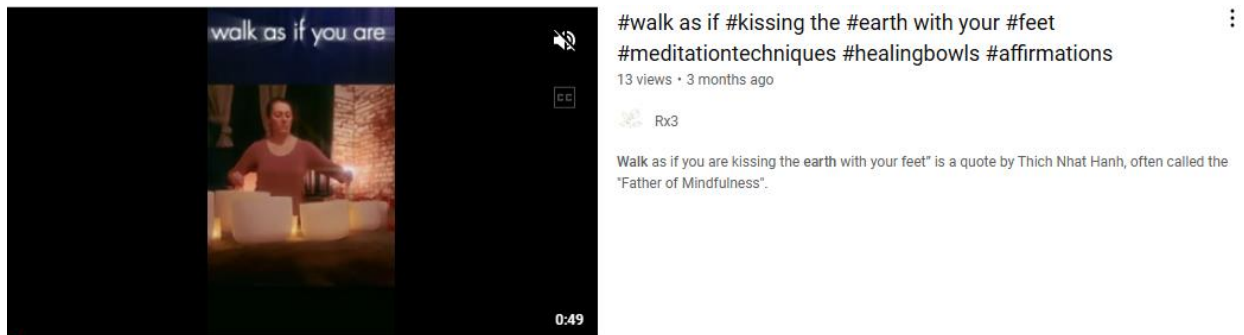 walk as if you are
CC
0:49
#walk as if #kissing the #earth with your #feet
#meditationtechniques #healingbowls #affirmations
13 views • 3 months ago
Rx3
Walk as if you are kissing the earth with your feet” is a quote by Thich Nhat Hanh, often called the
"Father of Mindfulness".